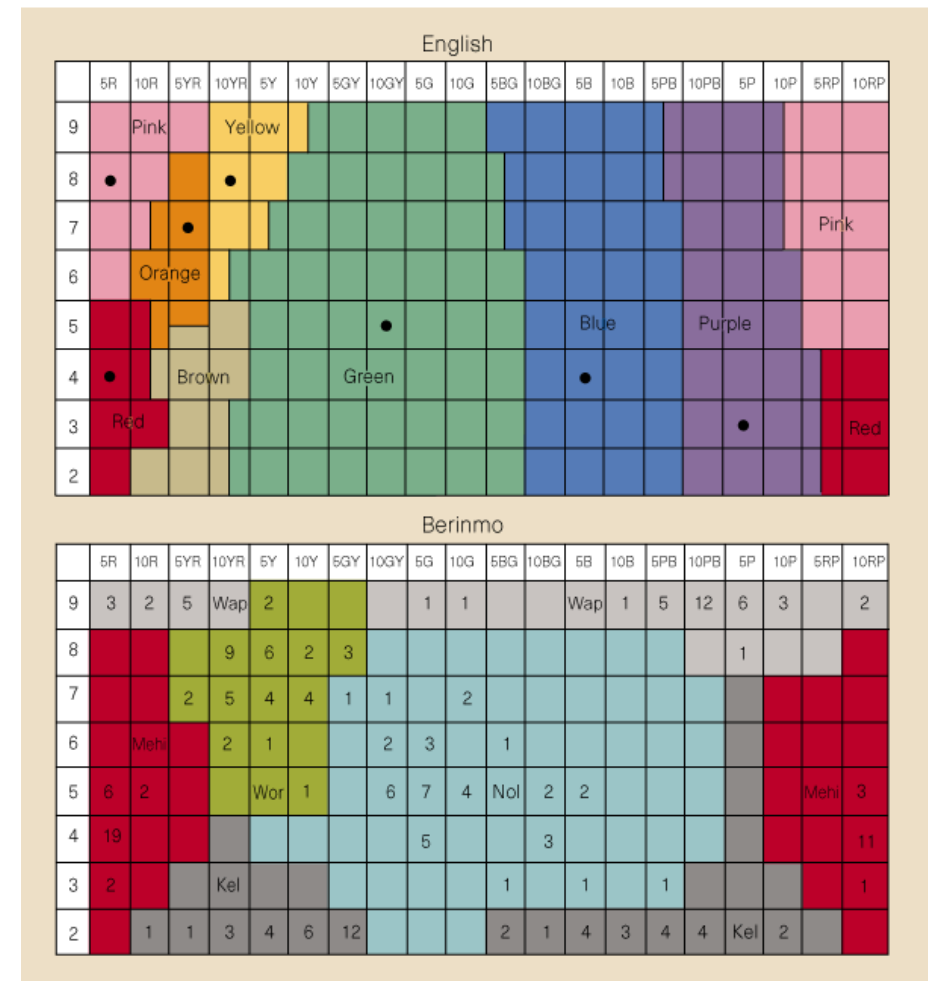 English
5R 10R 5YR 10YR 5Y 10Y 5GY 10GY 5G 10G 5BG 10BG 5B 10B 5PB 10PB 5P 10P 5RP 10RP
9 Pink Yellow
8
7 Pink
6 Orange
5 Blue Purple
4 Brown Green
3 Red Red
2
Berinmo
5R 10R 5YR 10YR 5Y 10Y 5GY 10GY 5G 10G 5BG 10BG 5B 10B 5PB 10PB 5P 10P 5RP 10RP
9 3 2 5 Wap 2 1 1 Wap 1 5 12 6 3 2
8 9 6 2 3 1
7 2 5 4 4 1 1 2
6 Mehi 2 1 2 3 1
5 6 2 Wor 1 6 7 4 Nol 2 2 Mehi 3
4 19 5 3 11
3 2 Kel 1 1 1 1
2 1 1 3 4 6 12 2 1 4 3 4 4 Kel 2